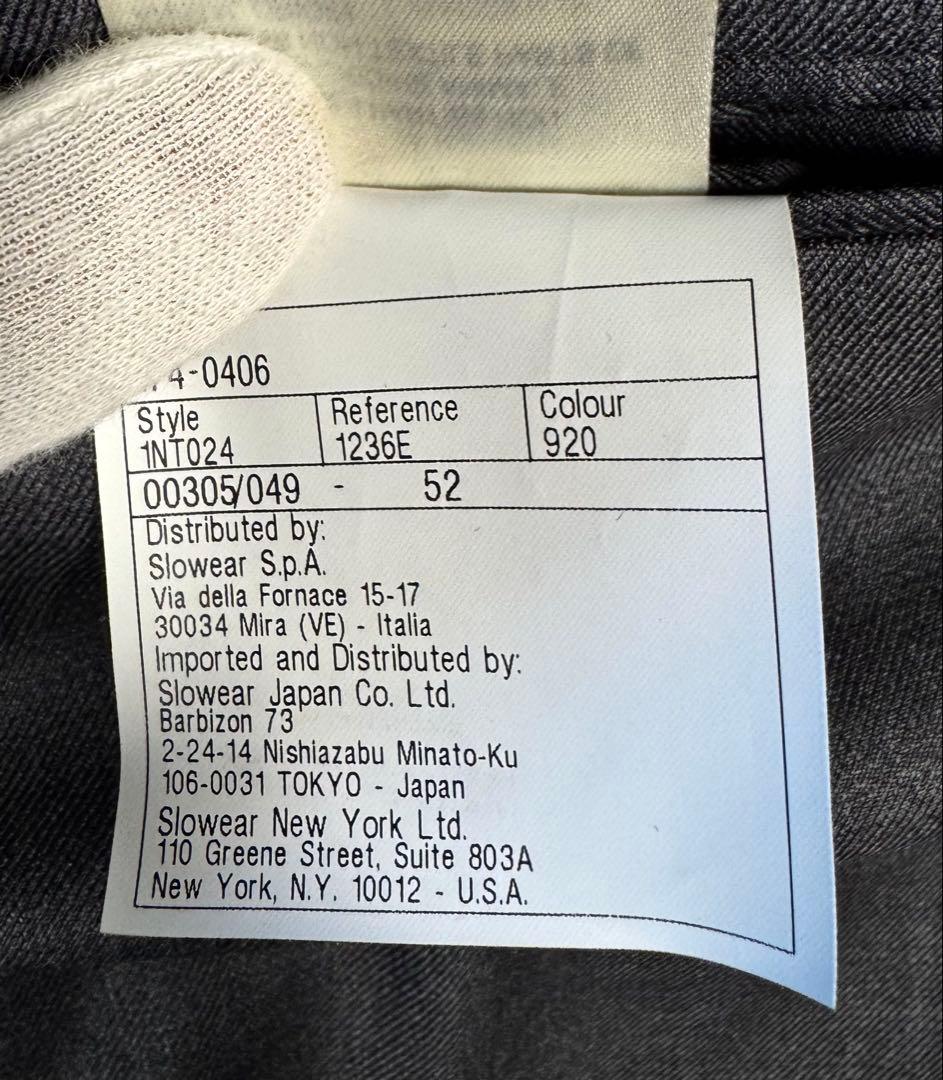 4-0406
Style Reference Colour
1NT024 1236E 920
00305/049 - 52
Distributed by:
Slowear S.p.A.
Via della Fornace 15-17
30034 Mira (VE) - Italia
Imported and Distributed by:
Slowear Japan Co. Ltd.
Barbizon 73
2-24-14 Nishiazabu Minato-Ku
106-0031 TOKYO - Japan
Slowear New York Ltd.
110 Greene Street, Suite 803A
New York, N.Y. 10012 - U.S.A.